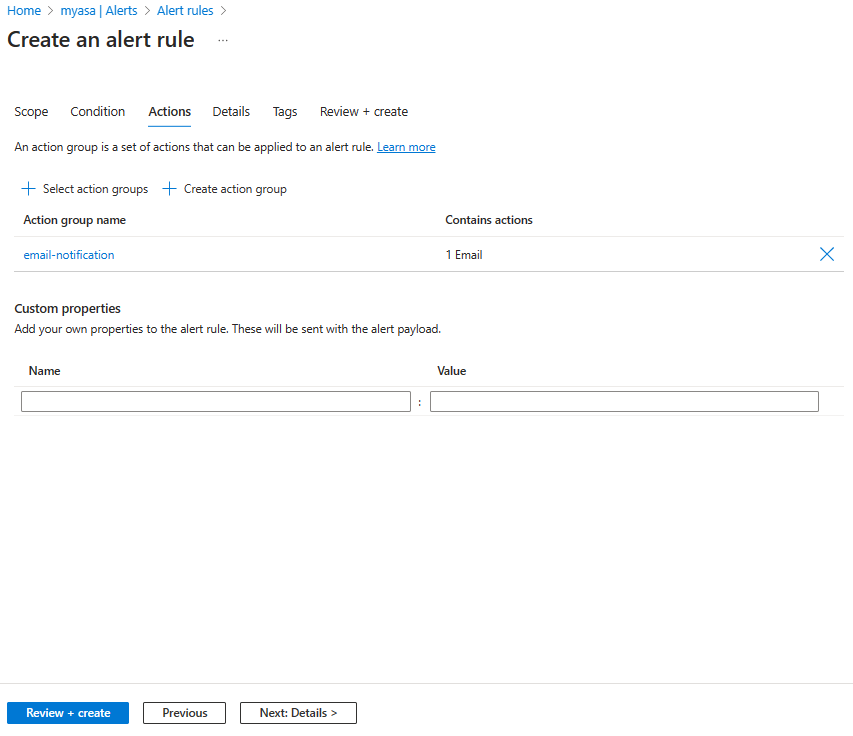 Home > myasa | Alerts > Alert rules >
Create an alert rule ...
Scope Condition Actions Details Tags Review + create
An action group is a set of actions that can be applied to an alert rule. Learn more
+ Select action groups + Create action group
Action group name Contains actions
email-notification 1 Email
Custom properties
Add your own properties to the alert rule. These will be sent with the alert payload.
Name Value
:
Review + create Previous Next: Details >